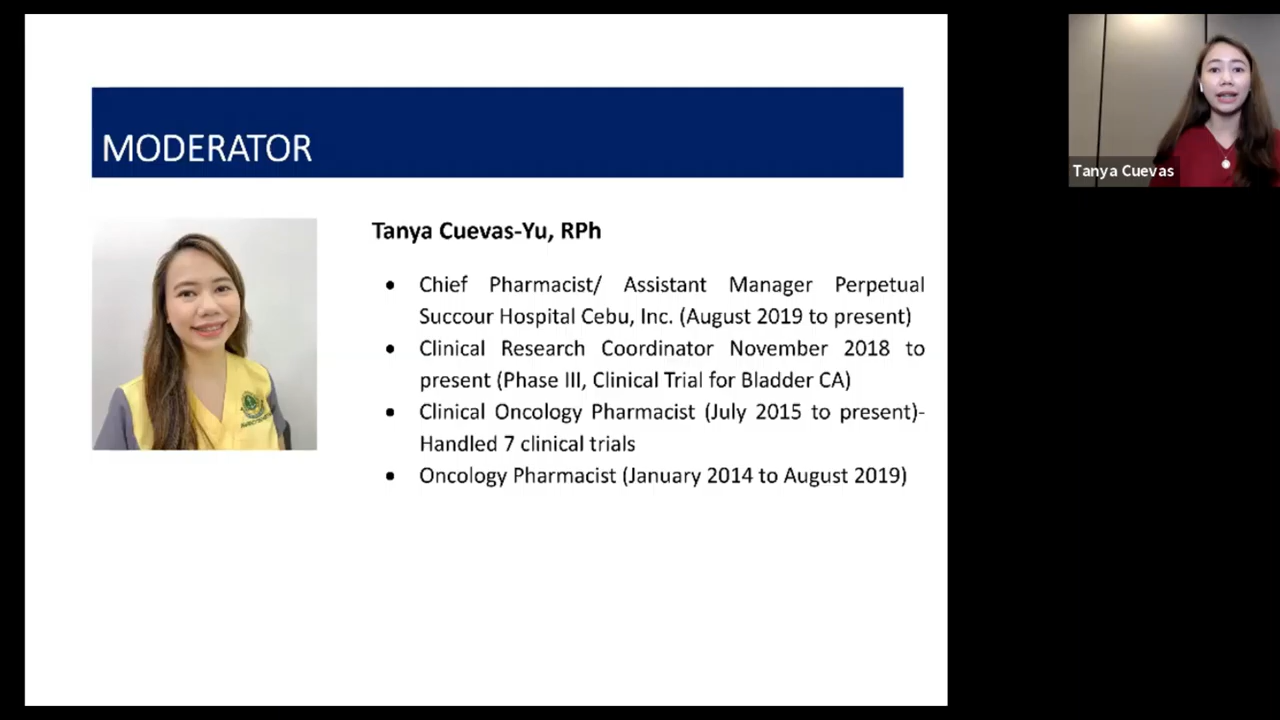 MODERATOR
Tanya Cuevas
Tanya Cuevas-Yu, RPh
• Chief Pharmacist/ Assistant Manager Perpetual
Succour Hospital Cebu, Inc. (August 2019 to present)
• Clinical Research Coordinator November 2018 to
present (Phase III, Clinical Trial for Bladder CA)
• Clinical Oncology Pharmacist (July 2015 to present)-
Handled 7 clinical trials
• Oncology Pharmacist (January 2014 to August 2019)